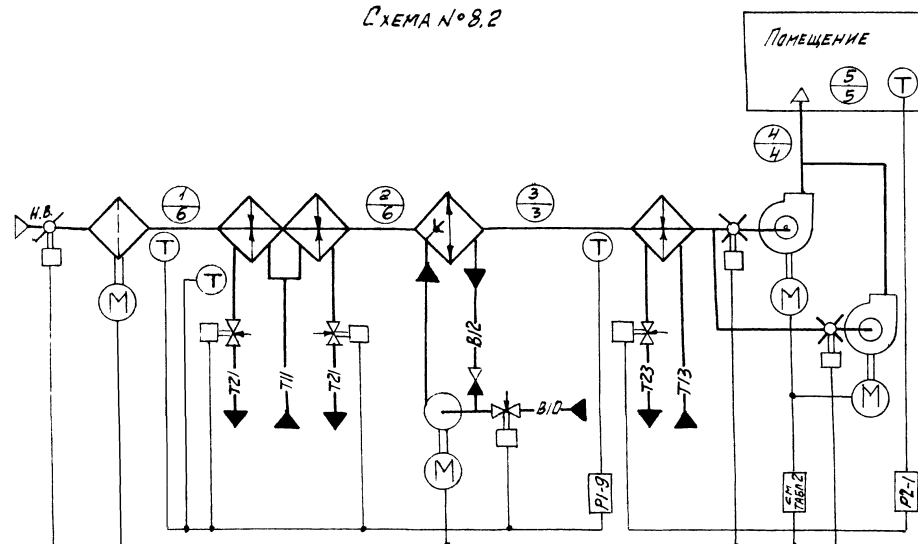 СХЕМА №8,2
ПОМЕЩЕНИЕ
5
5
Т
4
4
Н.В.
1
6
2
6
3
3
Т
Т
Т
М
М
М
М
Т21
Т11
Т21
В12
В10
Т23
Т13
Р1-9
СМ.
ТАБЛ.2
Р2-1